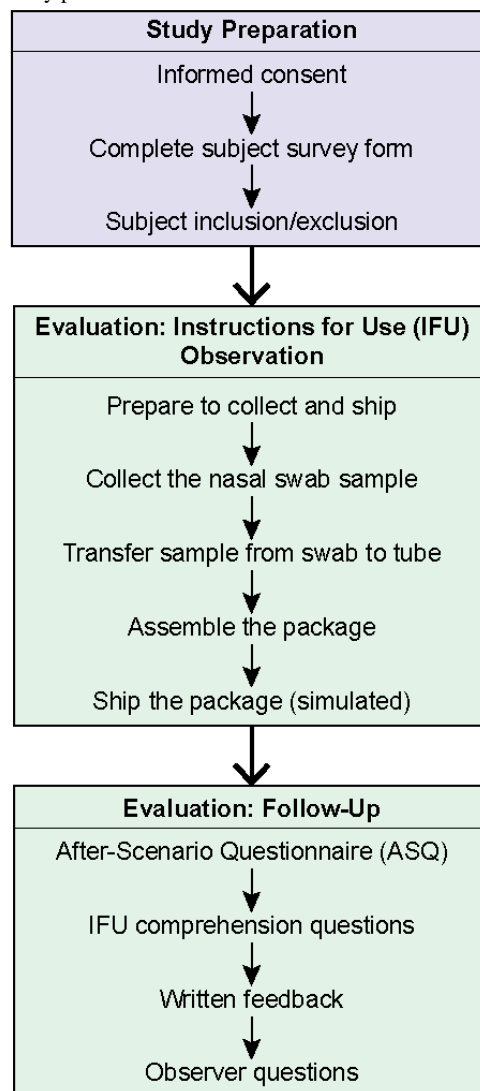 Study Preparation
Informed consent
Complete subject survey form
Subject inclusion/exclusion
Evaluation: Instructions for Use (IFU)
Observation
Prepare to collect and ship
Collect the nasal swab sample
Transfer sample from swab to tube
Assemble the package
Ship the package (simulated)
Evaluation: Follow-Up
After-Scenario Questionnaire (ASQ)
IFU comprehension questions
Written feedback
Observer questions